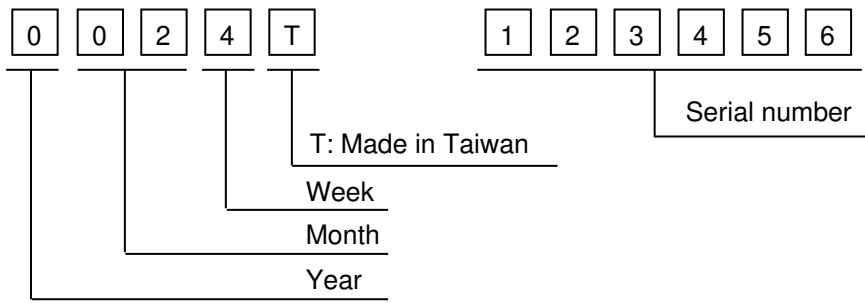 0 0 2 4 T 1 2 3 4 5 6
Serial number
T: Made in Taiwan
Week
Month
Year